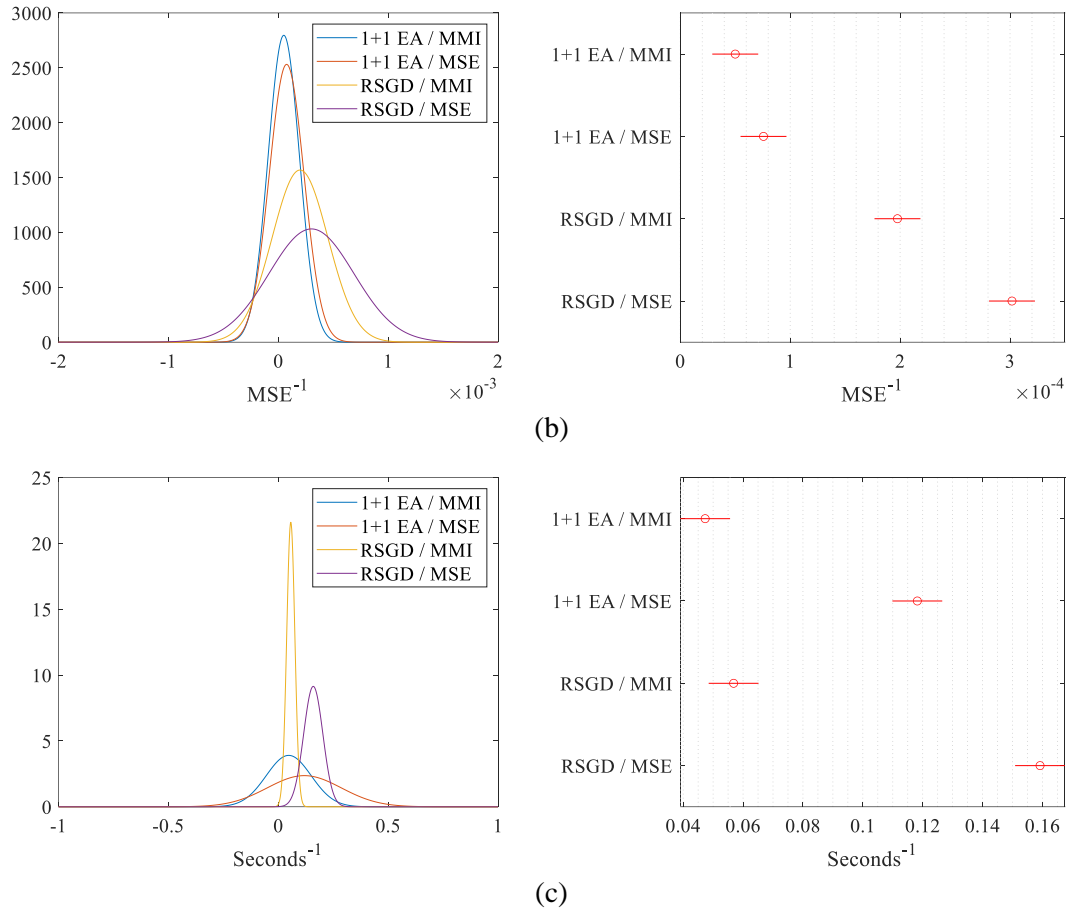 3000
2500
2000
1500
1000
500
0
-2
-1
0
1
2
×10^-3
MSE^-1
1+1 EA / MMI
1+1 EA / MSE
RSGD / MMI
RSGD / MSE
1+1 EA / MMI
1+1 EA / MSE
RSGD / MMI
RSGD / MSE
0
1
2
3
×10^-4
MSE^-1
(b)
25
20
15
10
5
0
-1
-0.5
0
0.5
1
Seconds^-1
1+1 EA / MMI
1+1 EA / MSE
RSGD / MMI
RSGD / MSE
1+1 EA / MMI
1+1 EA / MSE
RSGD / MMI
RSGD / MSE
0.04
0.06
0.08
0.1
0.12
0.14
0.16
Seconds^-1
(c)